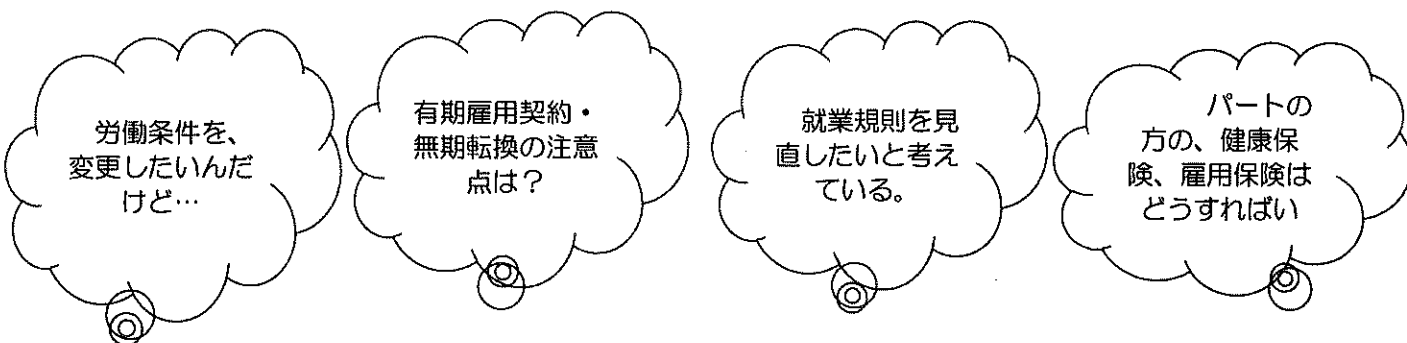 労働条件を、
変更したいんだ
けど…
有期雇用契約・
無期転換の注意
点は？
就業規則を見
直したいと考え
ている。
パートの
方の、健康保
険、雇用保険は
どうすればい